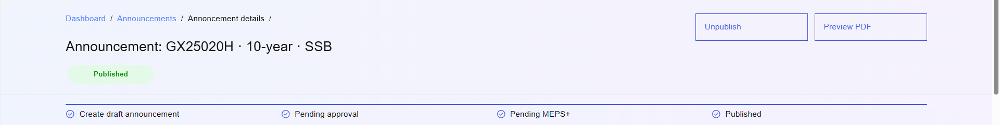 Dashboard / Announcements / Annoncement details /
Unpublish
Preview PDF
Announcement: GX25020H · 10-year · SSB
Published
Create draft announcement
Pending approval
Pending MEPS+
Published